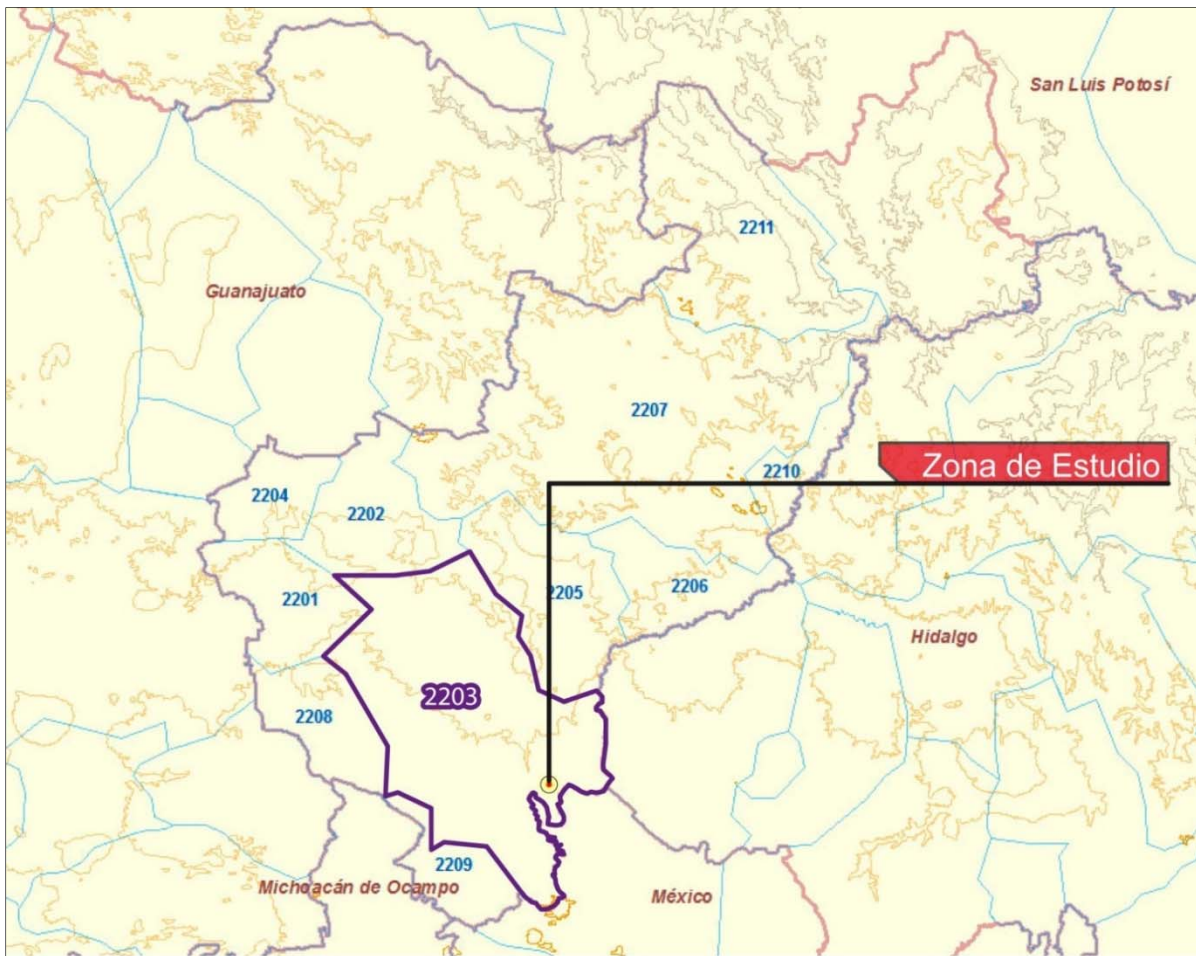 San Luis Potosí
2211
Guanajuato
2207
Zona de Estudio
2210
2204
2202
2205
2206
2201
Hidalgo
2203
2208
2209
Michoacán de Ocampo
México